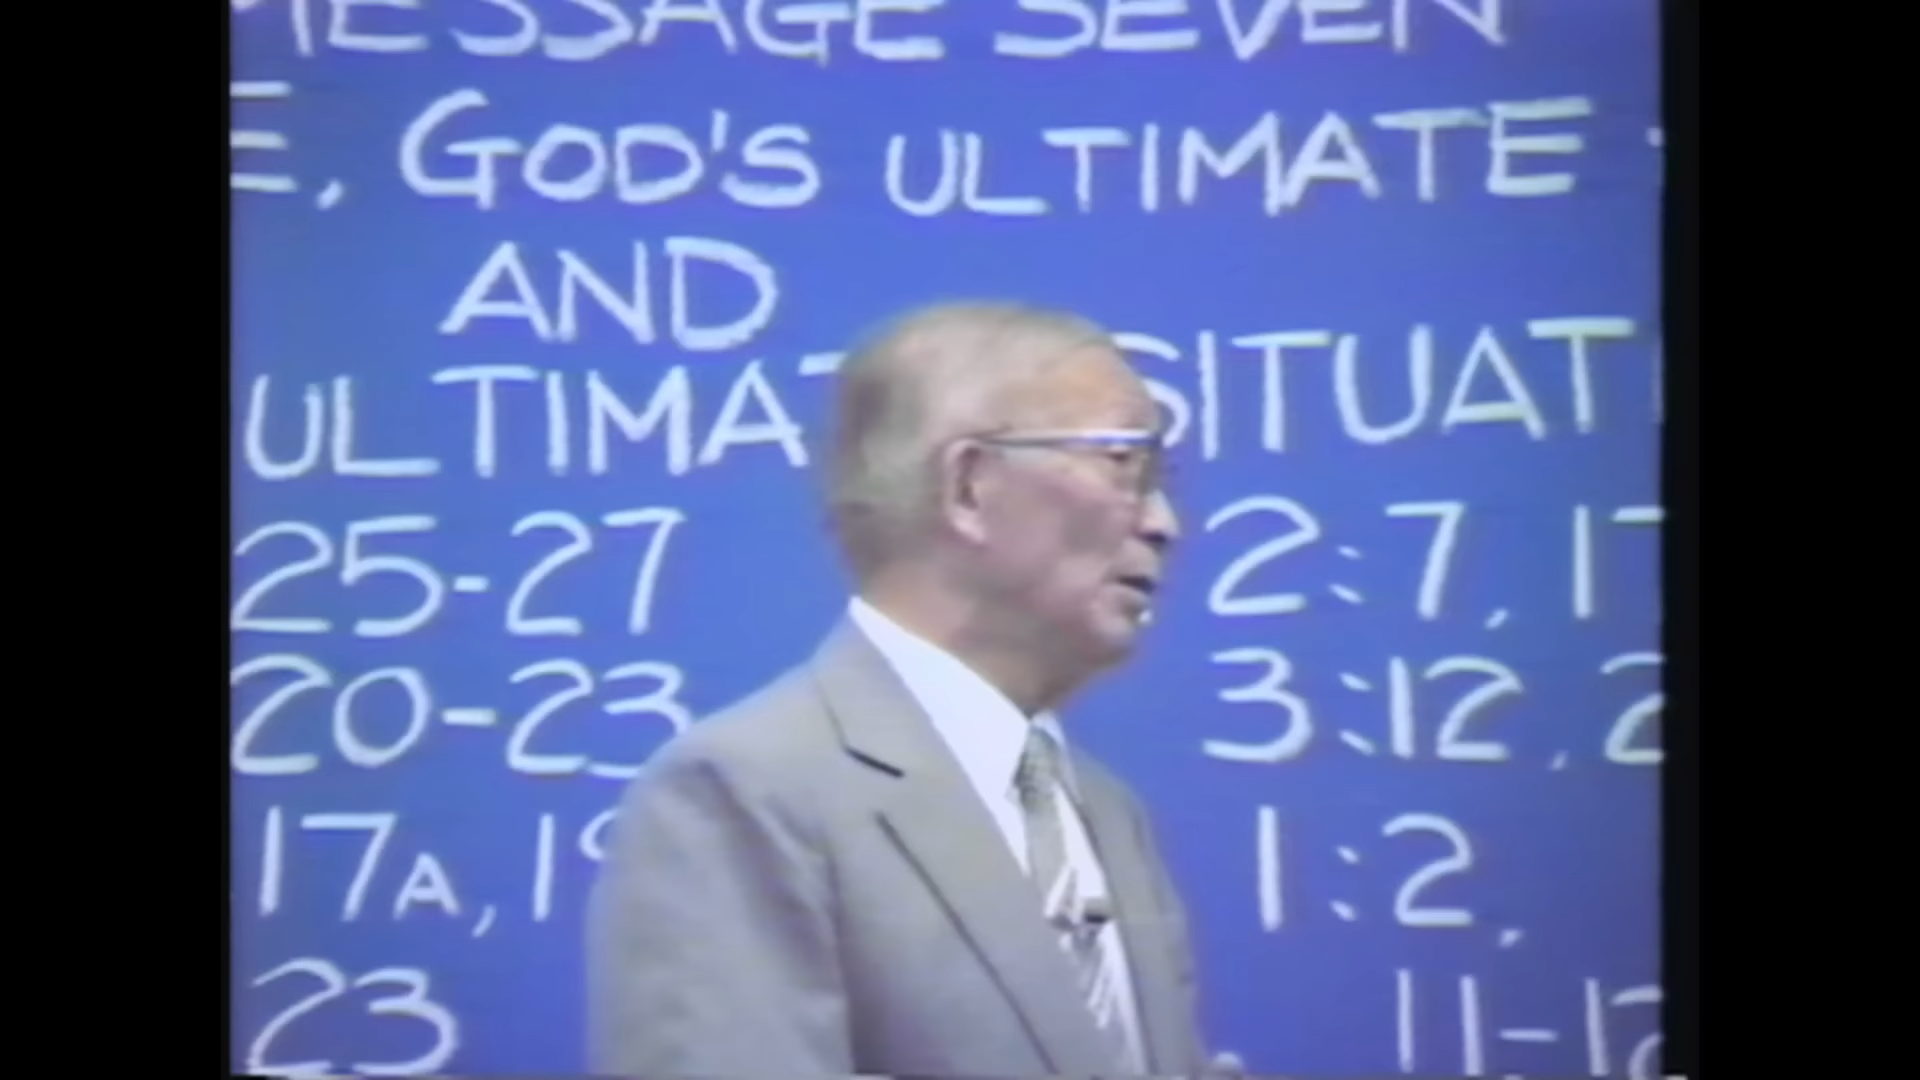 MESSAGE SEVEN
E, GOD'S ULTIMATE
AND
SITUAT
25-27 2:7, 17
20-23 3:12, 2
17A, 19 1:2,
23 11-12